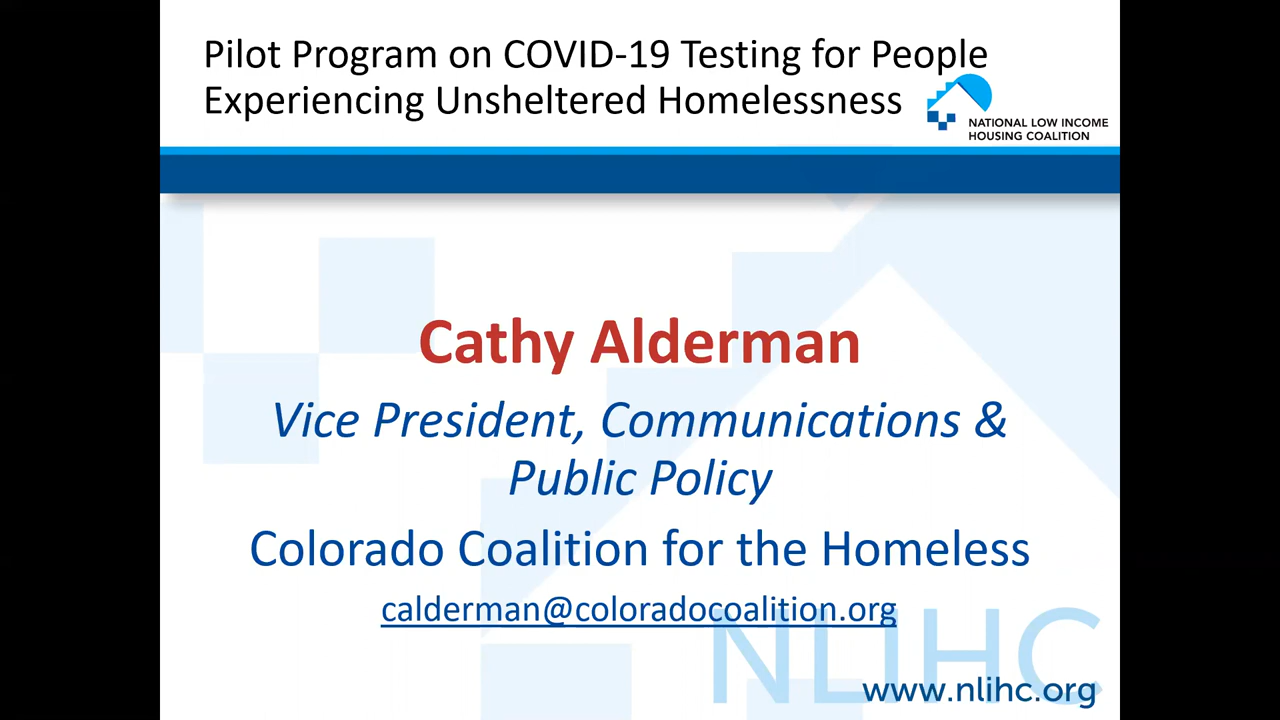 Pilot Program on COVID-19 Testing for People
Experiencing Unsheltered Homelessness
NATIONAL LOW INCOME
HOUSING COALITION
Cathy Alderman
Vice President, Communications &
Public Policy
Colorado Coalition for the Homeless
calderman@coloradocoalition.org
NLIHC
www.nlihc.org